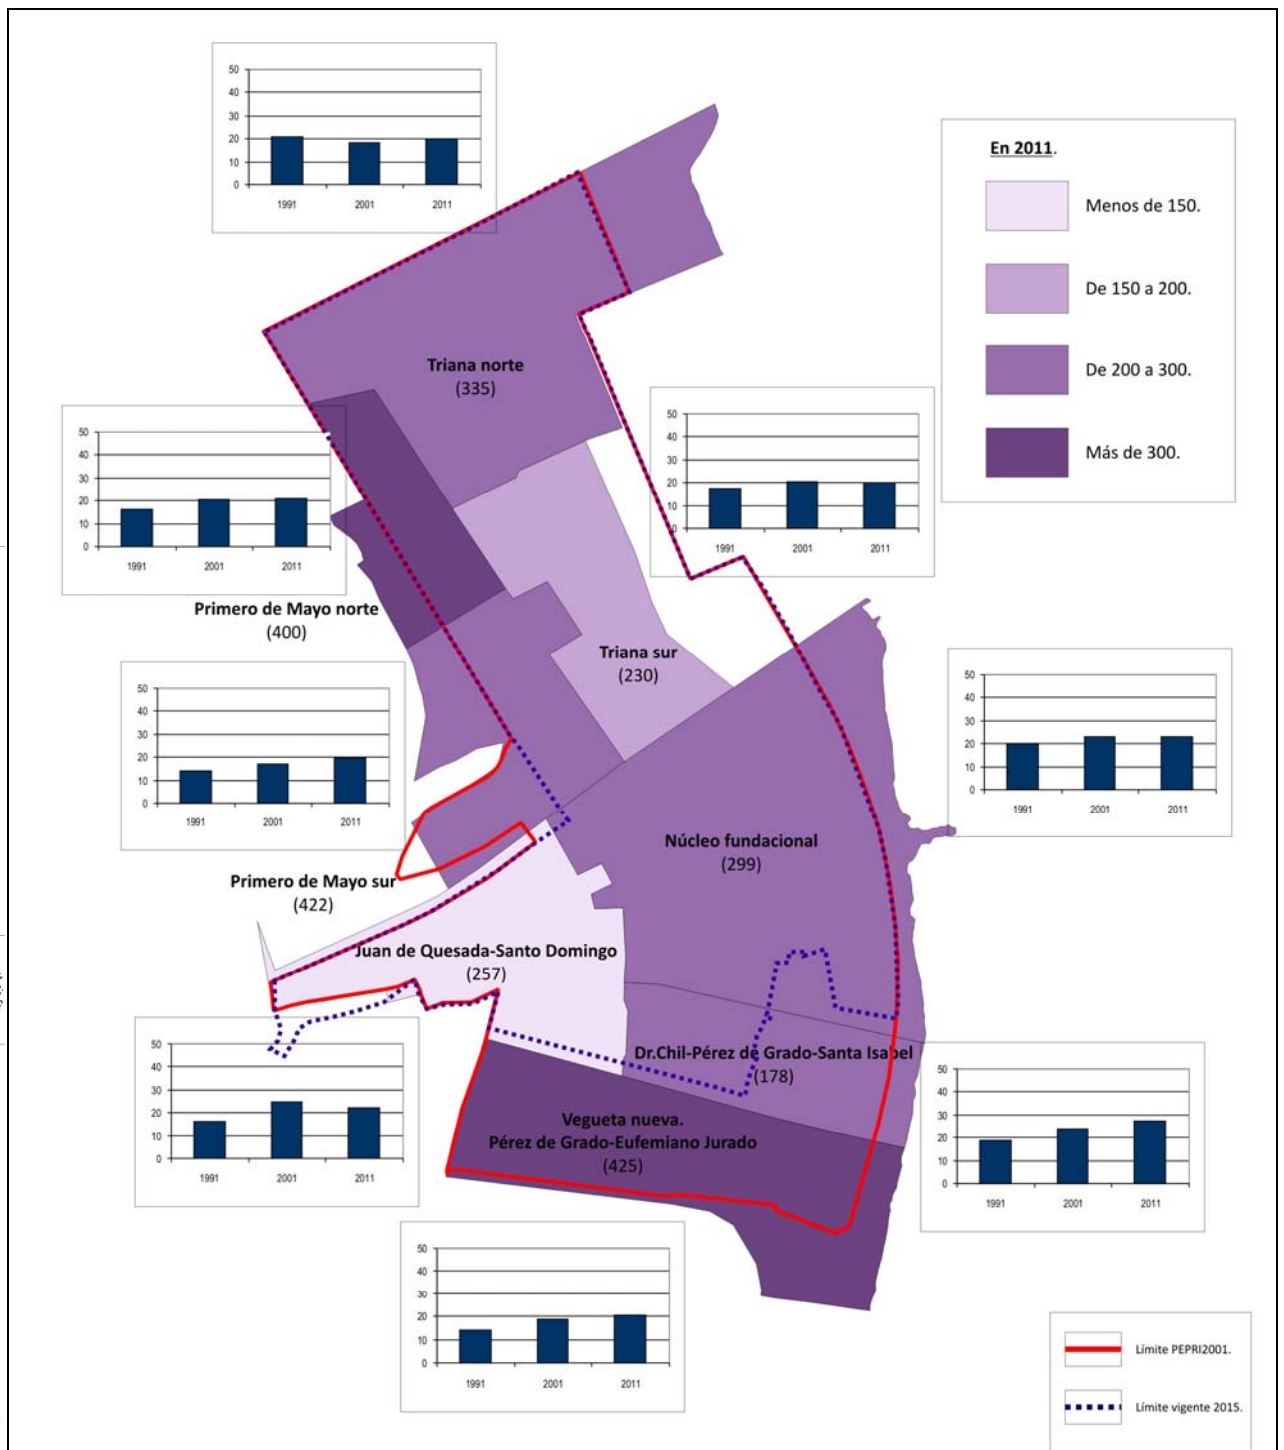 50
40
30
20
10
0
1991 2001 2011
En 2011.
Menos de 150.
De 150 a 200.
De 200 a 300.
Más de 300.
Triana norte
(335)
50
40
30
20
10
0
1991 2001 2011
50
40
30
20
10
0
1991 2001 2011
Primero de Mayo norte
(400)
Triana sur
(230)
50
40
30
20
10
0
1991 2001 2011
50
40
30
20
10
0
1991 2001 2011
Núcleo fundacional
(299)
Primero de Mayo sur
(422)
Juan de Quesada-Santo Domingo
(257)
50
40
30
20
10
0
1991 2001 2011
Dr.Chil-Pérez de Grado-Santa Isabel
(178)
50
40
30
20
10
0
1991 2001 2011
Vegueta nueva.
Pérez de Grado-Eufemiano Jurado
(425)
50
40
30
20
10
0
1991 2001 2011
Límite PEPRI2001.
Límite vigente 2015.